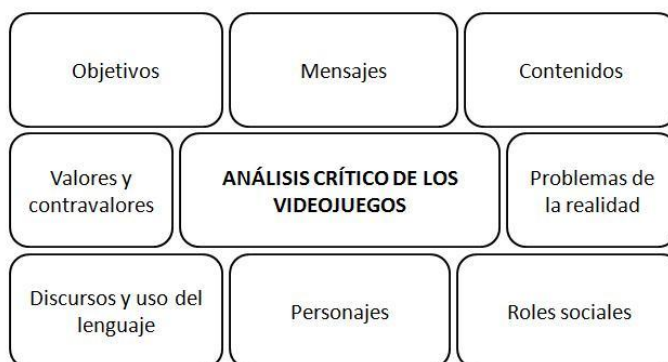 Objetivos
Mensajes
Contenidos
Valores y
contravalores
ANÁLISIS CRÍTICO DE LOS
VIDEOJUEGOS
Problemas de
la realidad
Discursos y uso del
lenguaje
Personajes
Roles sociales